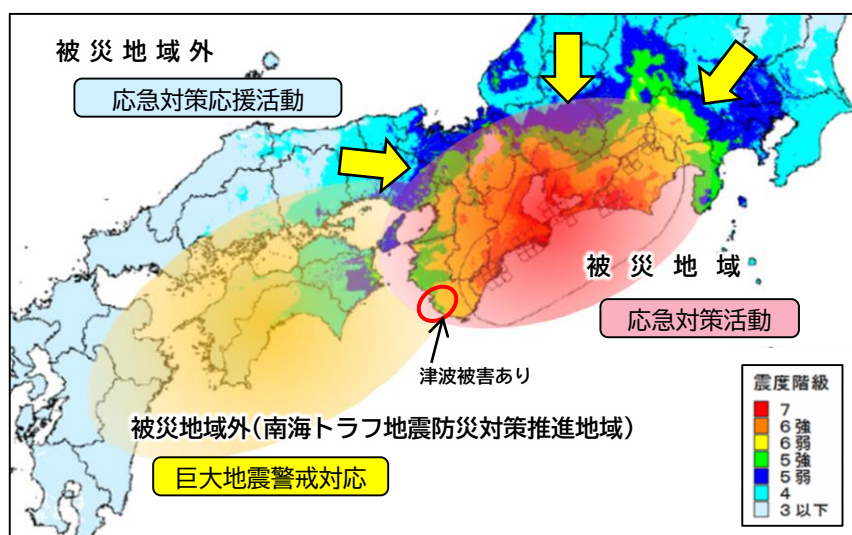 被災地域外
応急対策応援活動
被災地域
応急対策活動
津波被害あり
被災地域外(南海トラフ地震防災対策推進地域)
巨大地震警戒対応
震度階級
7
6強
6弱
5強
5弱
4
3以下